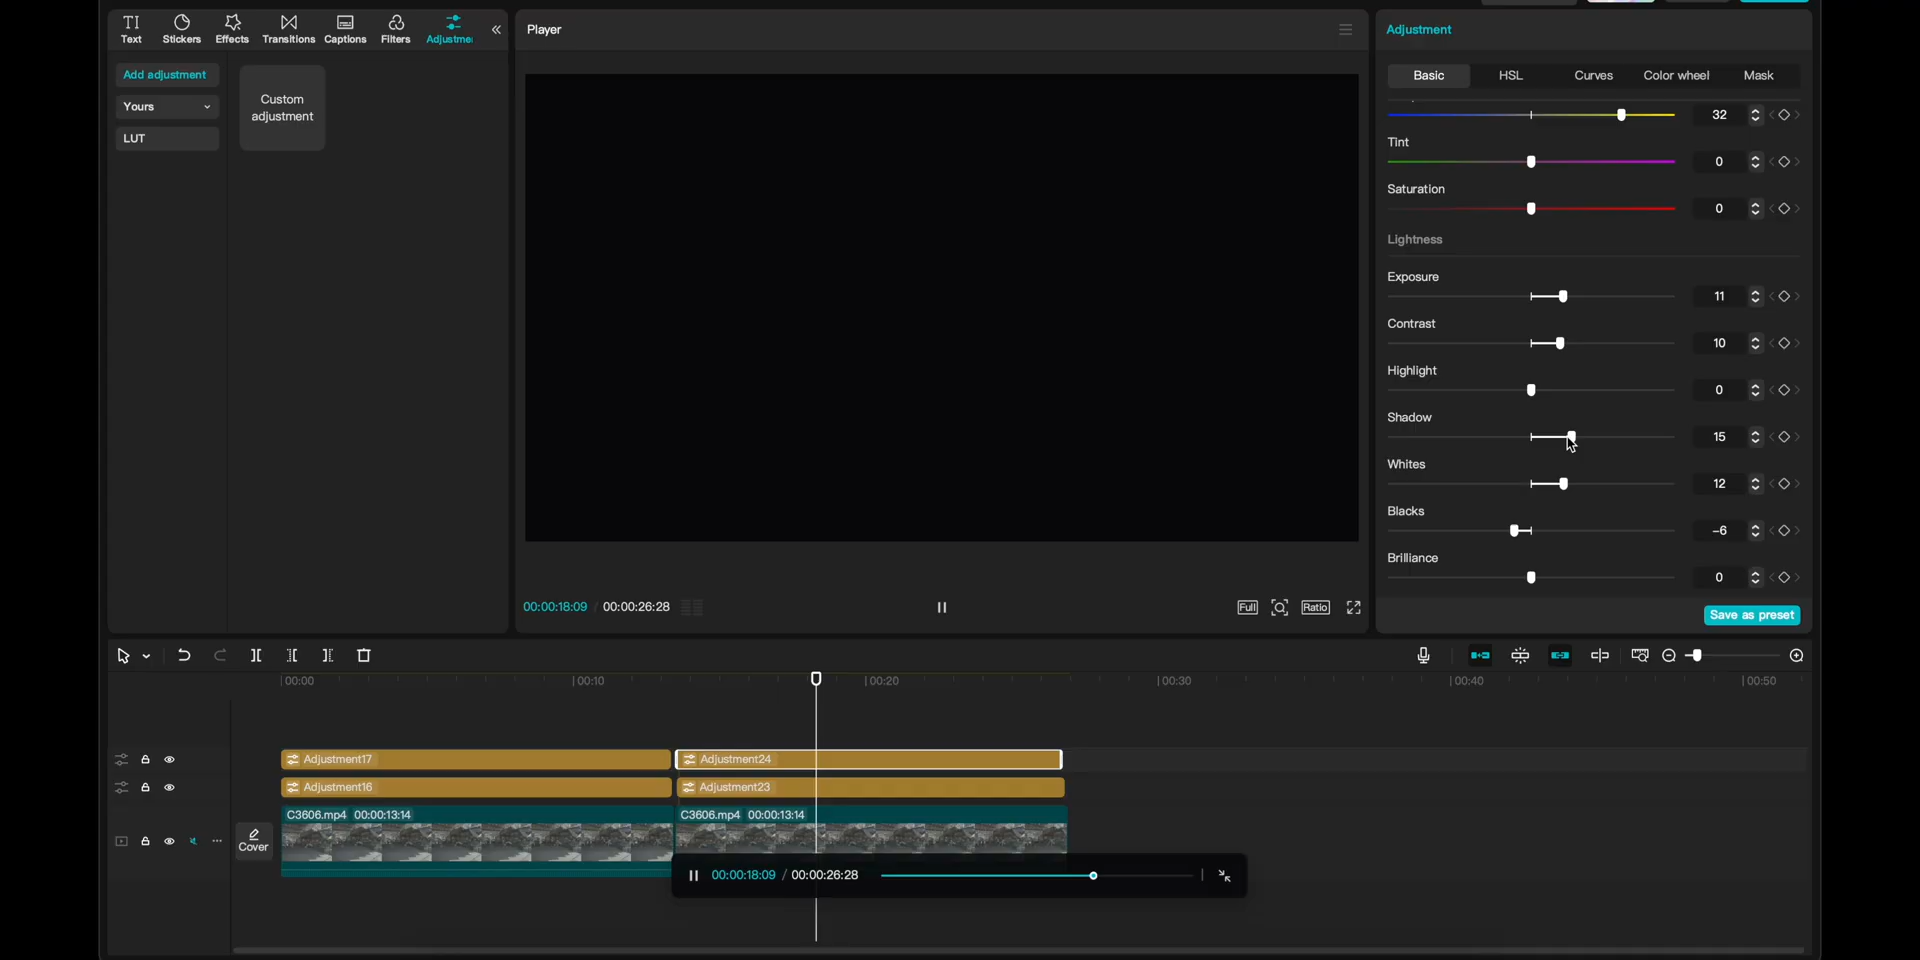 Text
Stickers
Effects
Transitions
Captions
Filters
Adjustme
Add adjustment
Yours
LUT
Custom
adjustment
Player
00:00:18:09 / 00:00:26:28
Full
Ratio
Adjustment
Basic
HSL
Curves
Color wheel
Mask
32
Tint
0
Saturation
0
Lightness
Exposure
11
Contrast
10
Highlight
0
Shadow
15
Whites
12
Blacks
-6
Brilliance
0
Save as preset
00:00
00:10
00:20
00:30
00:40
00:50
Adjustment17
Adjustment24
Adjustment16
Adjustment23
C3606.mp4 00:00:13:14
C3606.mp4 00:00:13:14
Cover
00:00:18:09 / 00:00:26:28